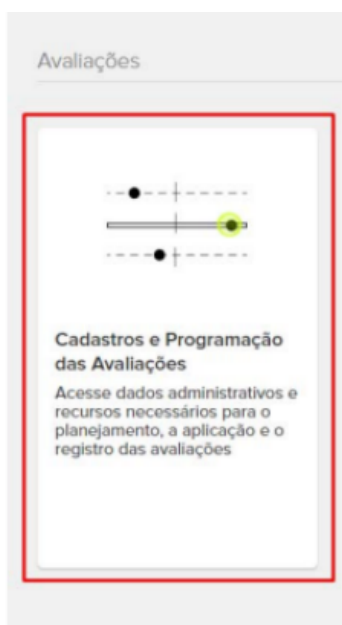 Avaliações
Cadastros e Programação
das Avaliações
Acesse dados administrativos e
recursos necessários para o
planejamento, a aplicação e o
registro das avaliações